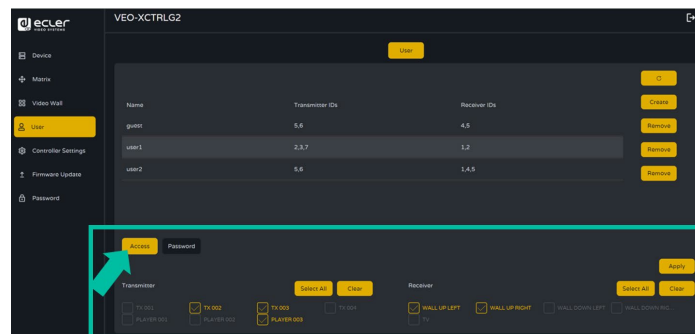 ecler
VIDEO SYSTEMS
VEO-XCTRLG2
Device
Matrix
Video Wall
User
Controller Settings
Firmware Update
Password
User
Create
Name Transmitter IDs Receiver IDs
guest 5,6 4,5 Remove
user1 2,3,7 1,2 Remove
user2 5,6 1,4,5 Remove
Access Password
Apply
Transmitter Select All Clear Receiver Select All Clear
TX 001 TX 002 TX 003 TX 004 WALL UP LEFT WALL UP RIGHT WALL DOWN LEFT WALL DOWN RIG...
PLAYER 001 PLAYER 002 PLAYER 003 TV